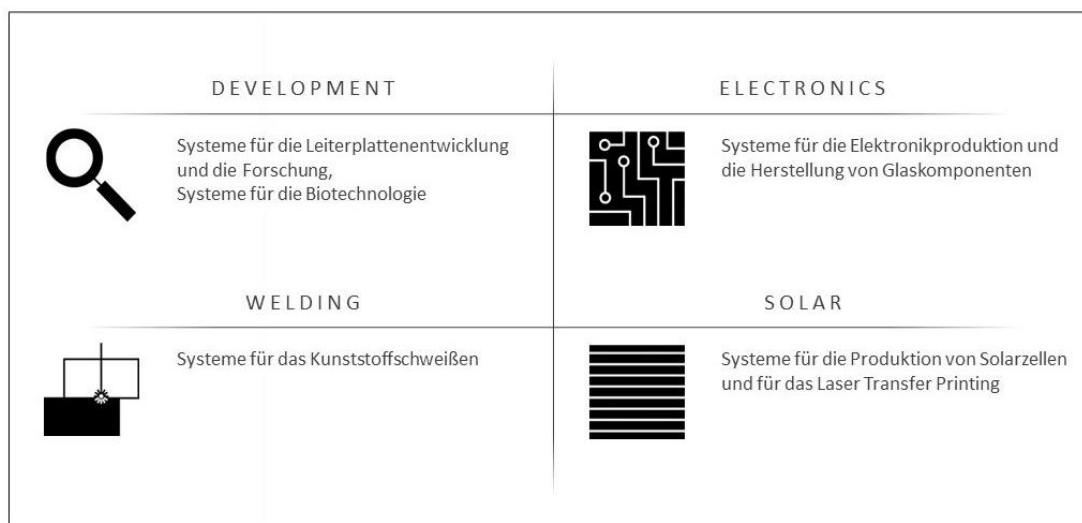 DEVELOPMENT
Systeme für die Leiterplattenentwicklung
und die Forschung,
Systeme für die Biotechnologie
ELECTRONICS
Systeme für die Elektronikproduktion und
die Herstellung von Glaskomponenten
WELDING
Systeme für das Kunststoffschweißen
SOLAR
Systeme für die Produktion von Solarzellen
und für das Laser Transfer Printing